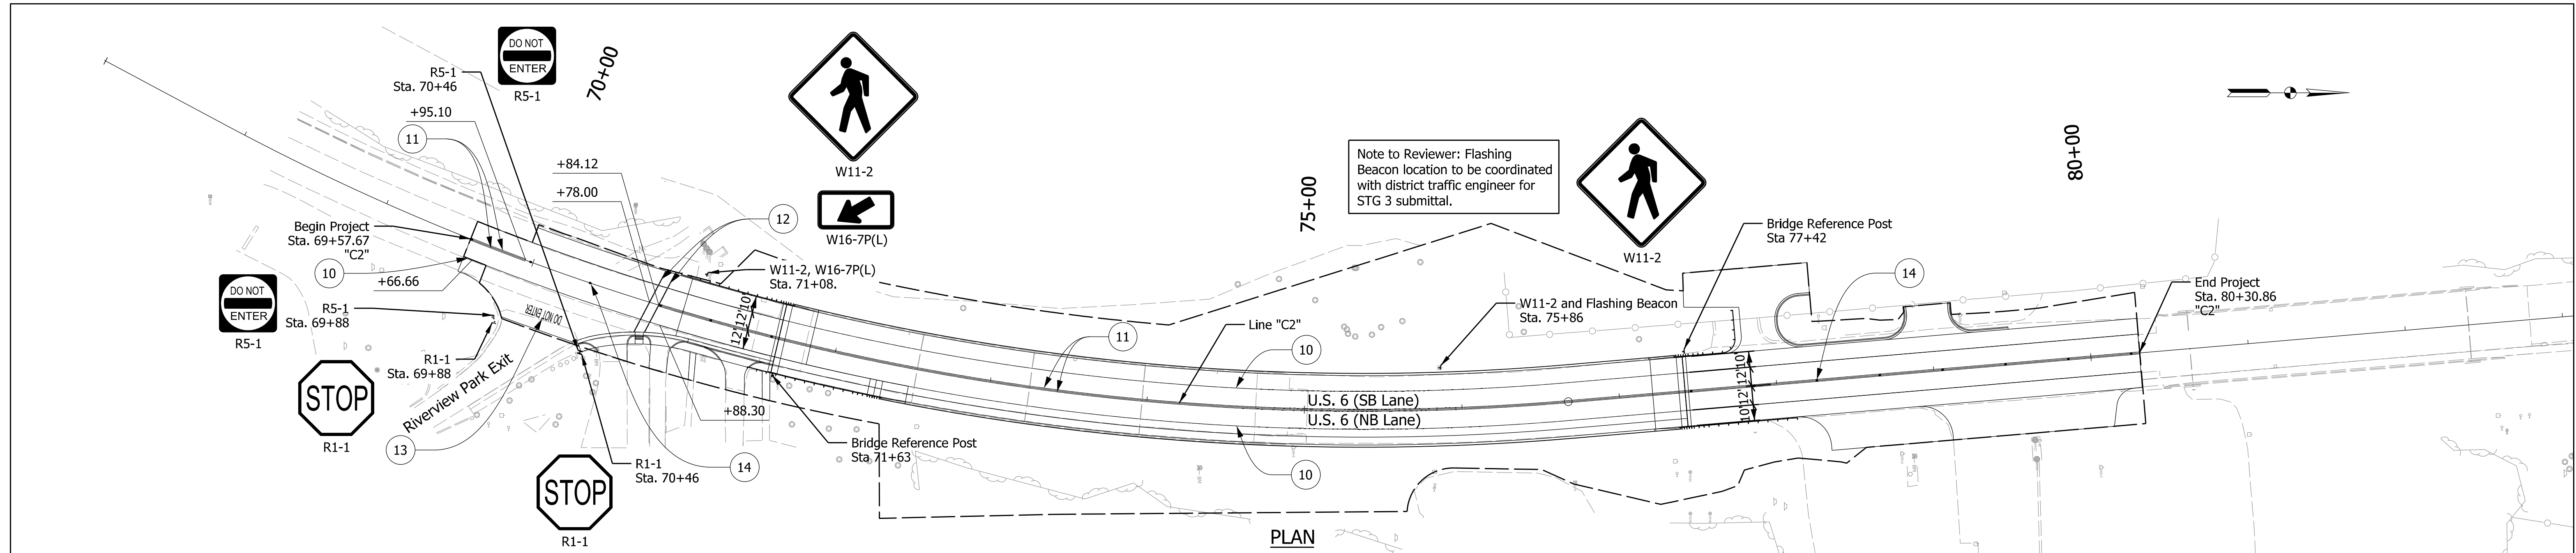 DO NOT
ENTER
R5-1
R5-1
Sta. 70+46
70+00
W11-2
W16-7P(L)
+95.10
11
+84.12
+78.00
12
Begin Project
Sta. 69+57.67
"C2"
10
+66.66
DO NOT
ENTER
R5-1
R5-1
Sta. 69+88
R1-1
Sta. 69+88
STOP
R1-1
Riverview Park Exit
DO NOT ENTER
13
STOP
R1-1
R1-1
Sta. 70+46
14
+88.30
W11-2, W16-7P(L)
Sta. 71+08.
12' 12' 10'
Bridge Reference Post
Sta 71+63
75+00
Note to Reviewer: Flashing
Beacon location to be coordinated
with district traffic engineer for
STG 3 submittal.
W11-2
W11-2 and Flashing Beacon
Sta. 75+86
Line "C2"
11
10
U.S. 6 (SB Lane)
U.S. 6 (NB Lane)
10
Bridge Reference Post
Sta 77+42
10' 12' 12' 10'
14
80+00
End Project
Sta. 80+30.86
"C2"
PLAN